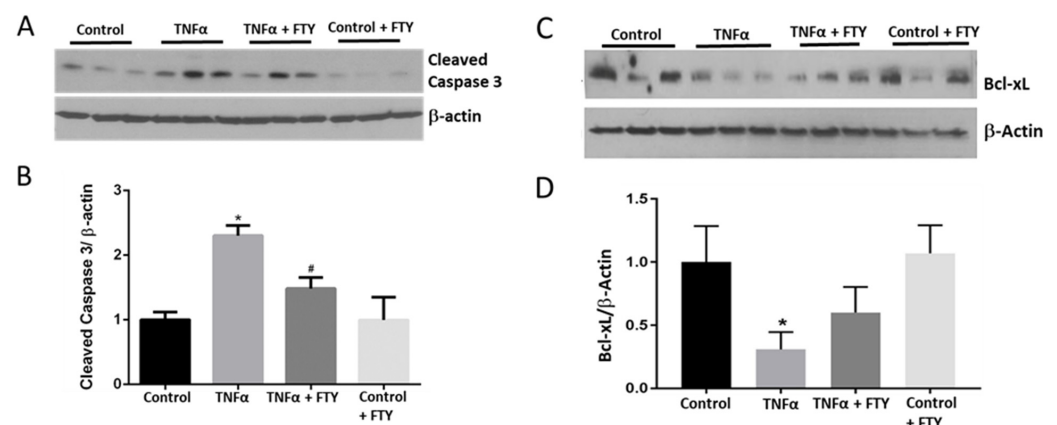 A
Control TNFα TNFα + FTY Control + FTY
Cleaved
Caspase 3
β-actin
B
Cleaved Caspase 3/ β-actin
3
2
1
0
*
#
Control TNFα TNFα + FTY Control
+ FTY
C
Control TNFα TNFα + FTY Control + FTY
Bcl-xL
β-Actin
D
Bcl-xL/β-Actin
1.5
1.0
0.5
0.0
*
Control TNFα TNFα + FTY Control
+ FTY